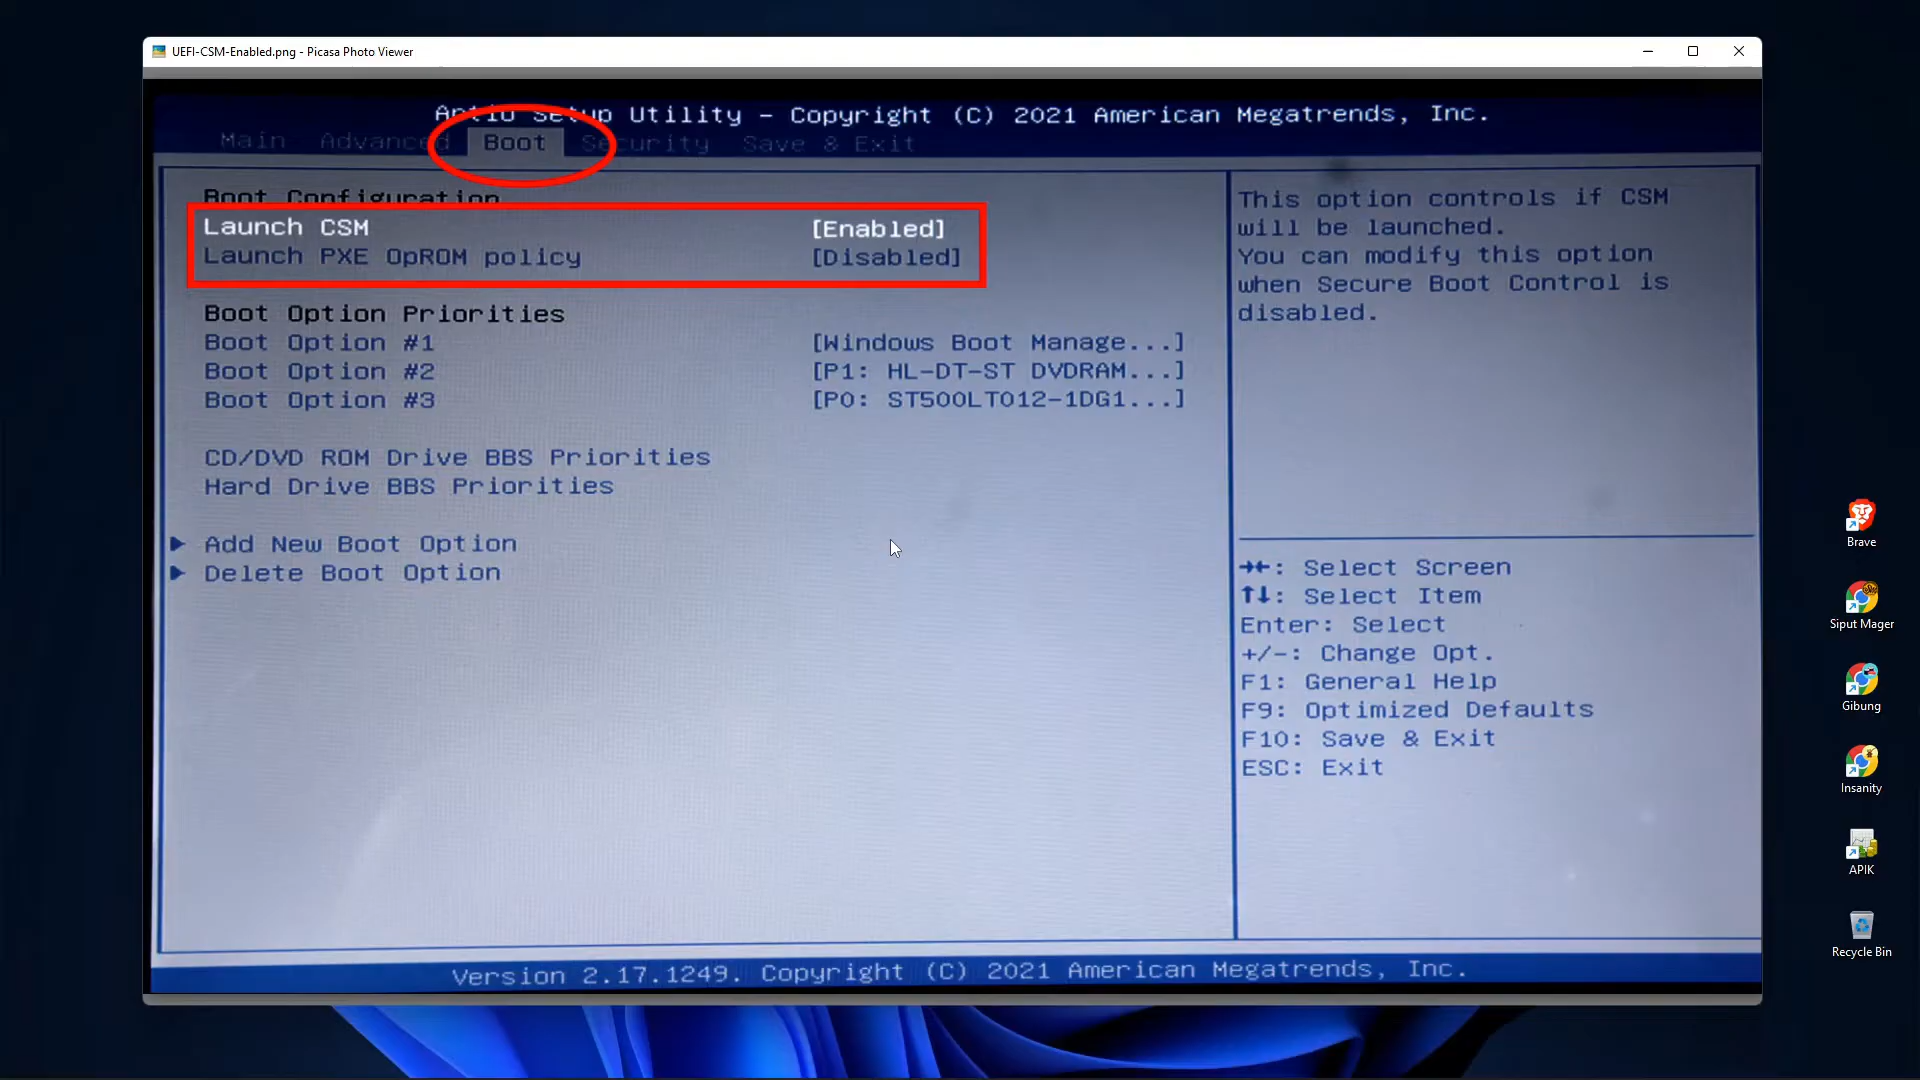 UEFI-CSM-Enabled.png - Picasa Photo Viewer
Aptio Setup Utility - Copyright (C) 2021 American Megatrends, Inc.
Main Advanced Boot Security Save & Exit
Boot Configuration
Launch CSM [Enabled]
Launch PXE OpROM policy [Disabled]
Boot Option Priorities
Boot Option #1 [Windows Boot Manage...]
Boot Option #2 [P1: HL-DT-ST DVDRAM...]
Boot Option #3 [P0: ST500LT012-1DG1...]
CD/DVD ROM Drive BBS Priorities
Hard Drive BBS Priorities
Add New Boot Option
Delete Boot Option
This option controls if CSM
will be launched.
You can modify this option
when Secure Boot Control is
disabled.
→←: Select Screen
↑↓: Select Item
Enter: Select
+/-: Change Opt.
F1: General Help
F9: Optimized Defaults
F10: Save & Exit
ESC: Exit
Version 2.17.1249. Copyright (C) 2021 American Megatrends, Inc.
Brave
Siput Mager
Gibung
Insanity
APIK
Recycle Bin